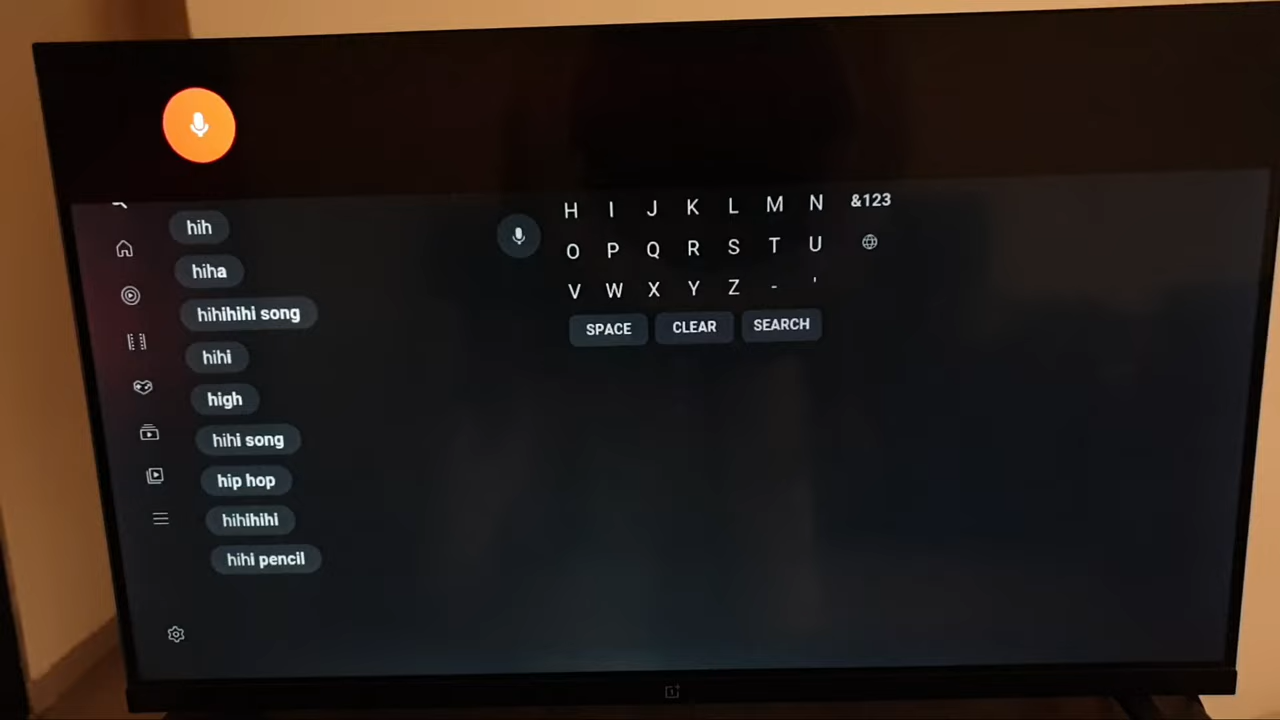 hih
hiha
hihihihi song
hihi
high
hihi song
hip hop
hihihihi
hihi pencil
H I J K L M N &123
O P Q R S T U
V W X Y Z - '
SPACE CLEAR SEARCH